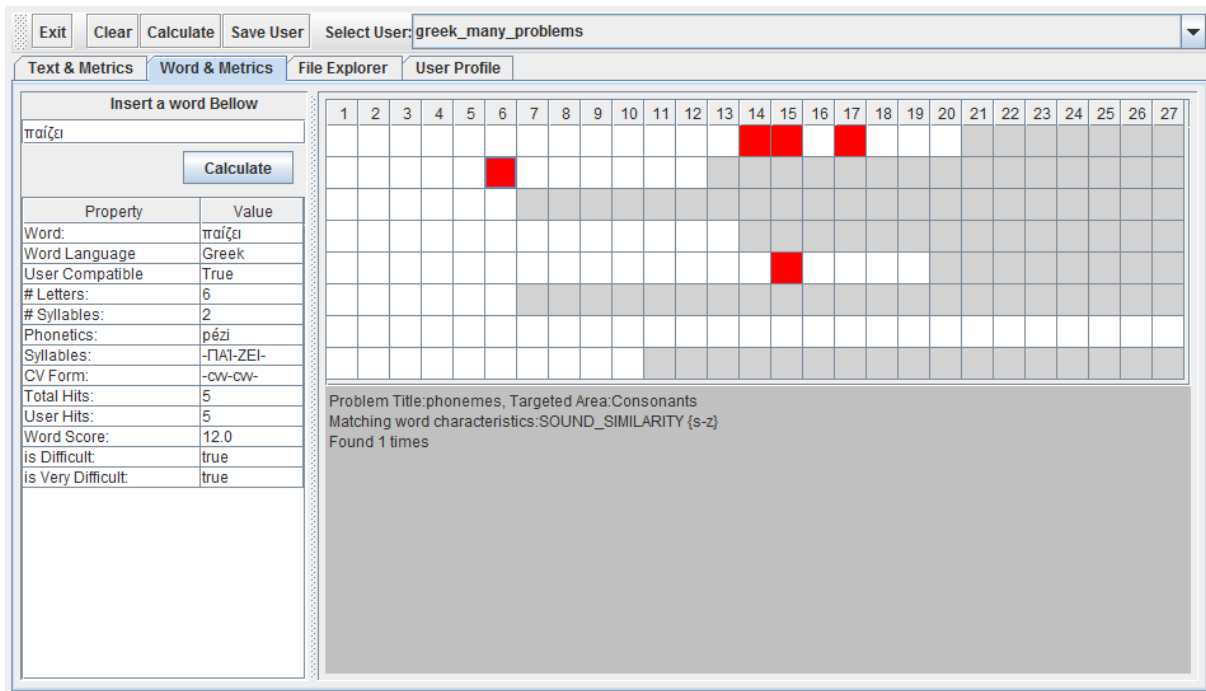 Exit Clear Calculate Save User Select User: greek_many_problems
Text & Metrics Word & Metrics File Explorer User Profile
Insert a word Bellow
παίζει
Calculate
Property Value
Word: παίζει
Word Language Greek
User Compatible True
# Letters: 6
# Syllables: 2
Phonetics: pézi
Syllables: -ΠΑΊ-ΖΕΙ-
CV Form: -cvv-cvv-
Total Hits: 5
User Hits: 5
Word Score: 12.0
is Difficult: true
is Very Difficult: true
1 2 3 4 5 6 7 8 9 10 11 12 13 14 15 16 17 18 19 20 21 22 23 24 25 26 27
Problem Title:phonemes, Targeted Area:Consonants
Matching word characteristics:SOUND_SIMILARITY {s-z}
Found 1 times